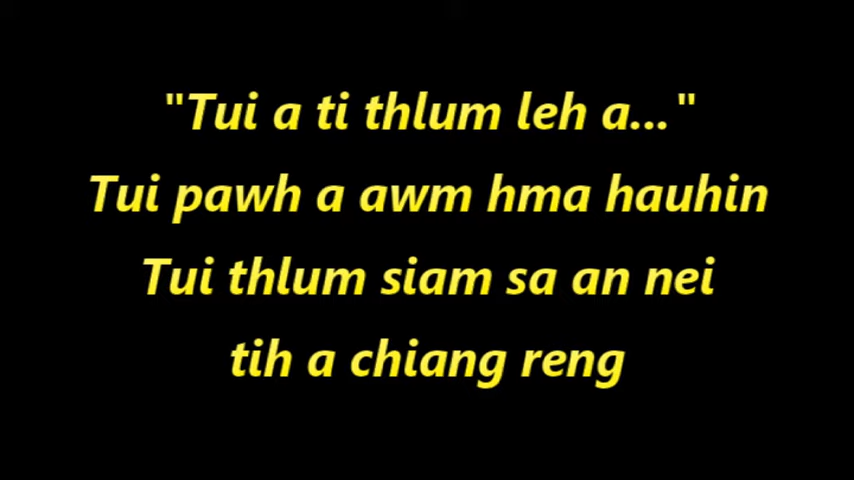 "Tui a ti thlum leh a..."
Tui pawh a awm hma hauhin
Tui thlum siam sa an nei
tih a chiang reng